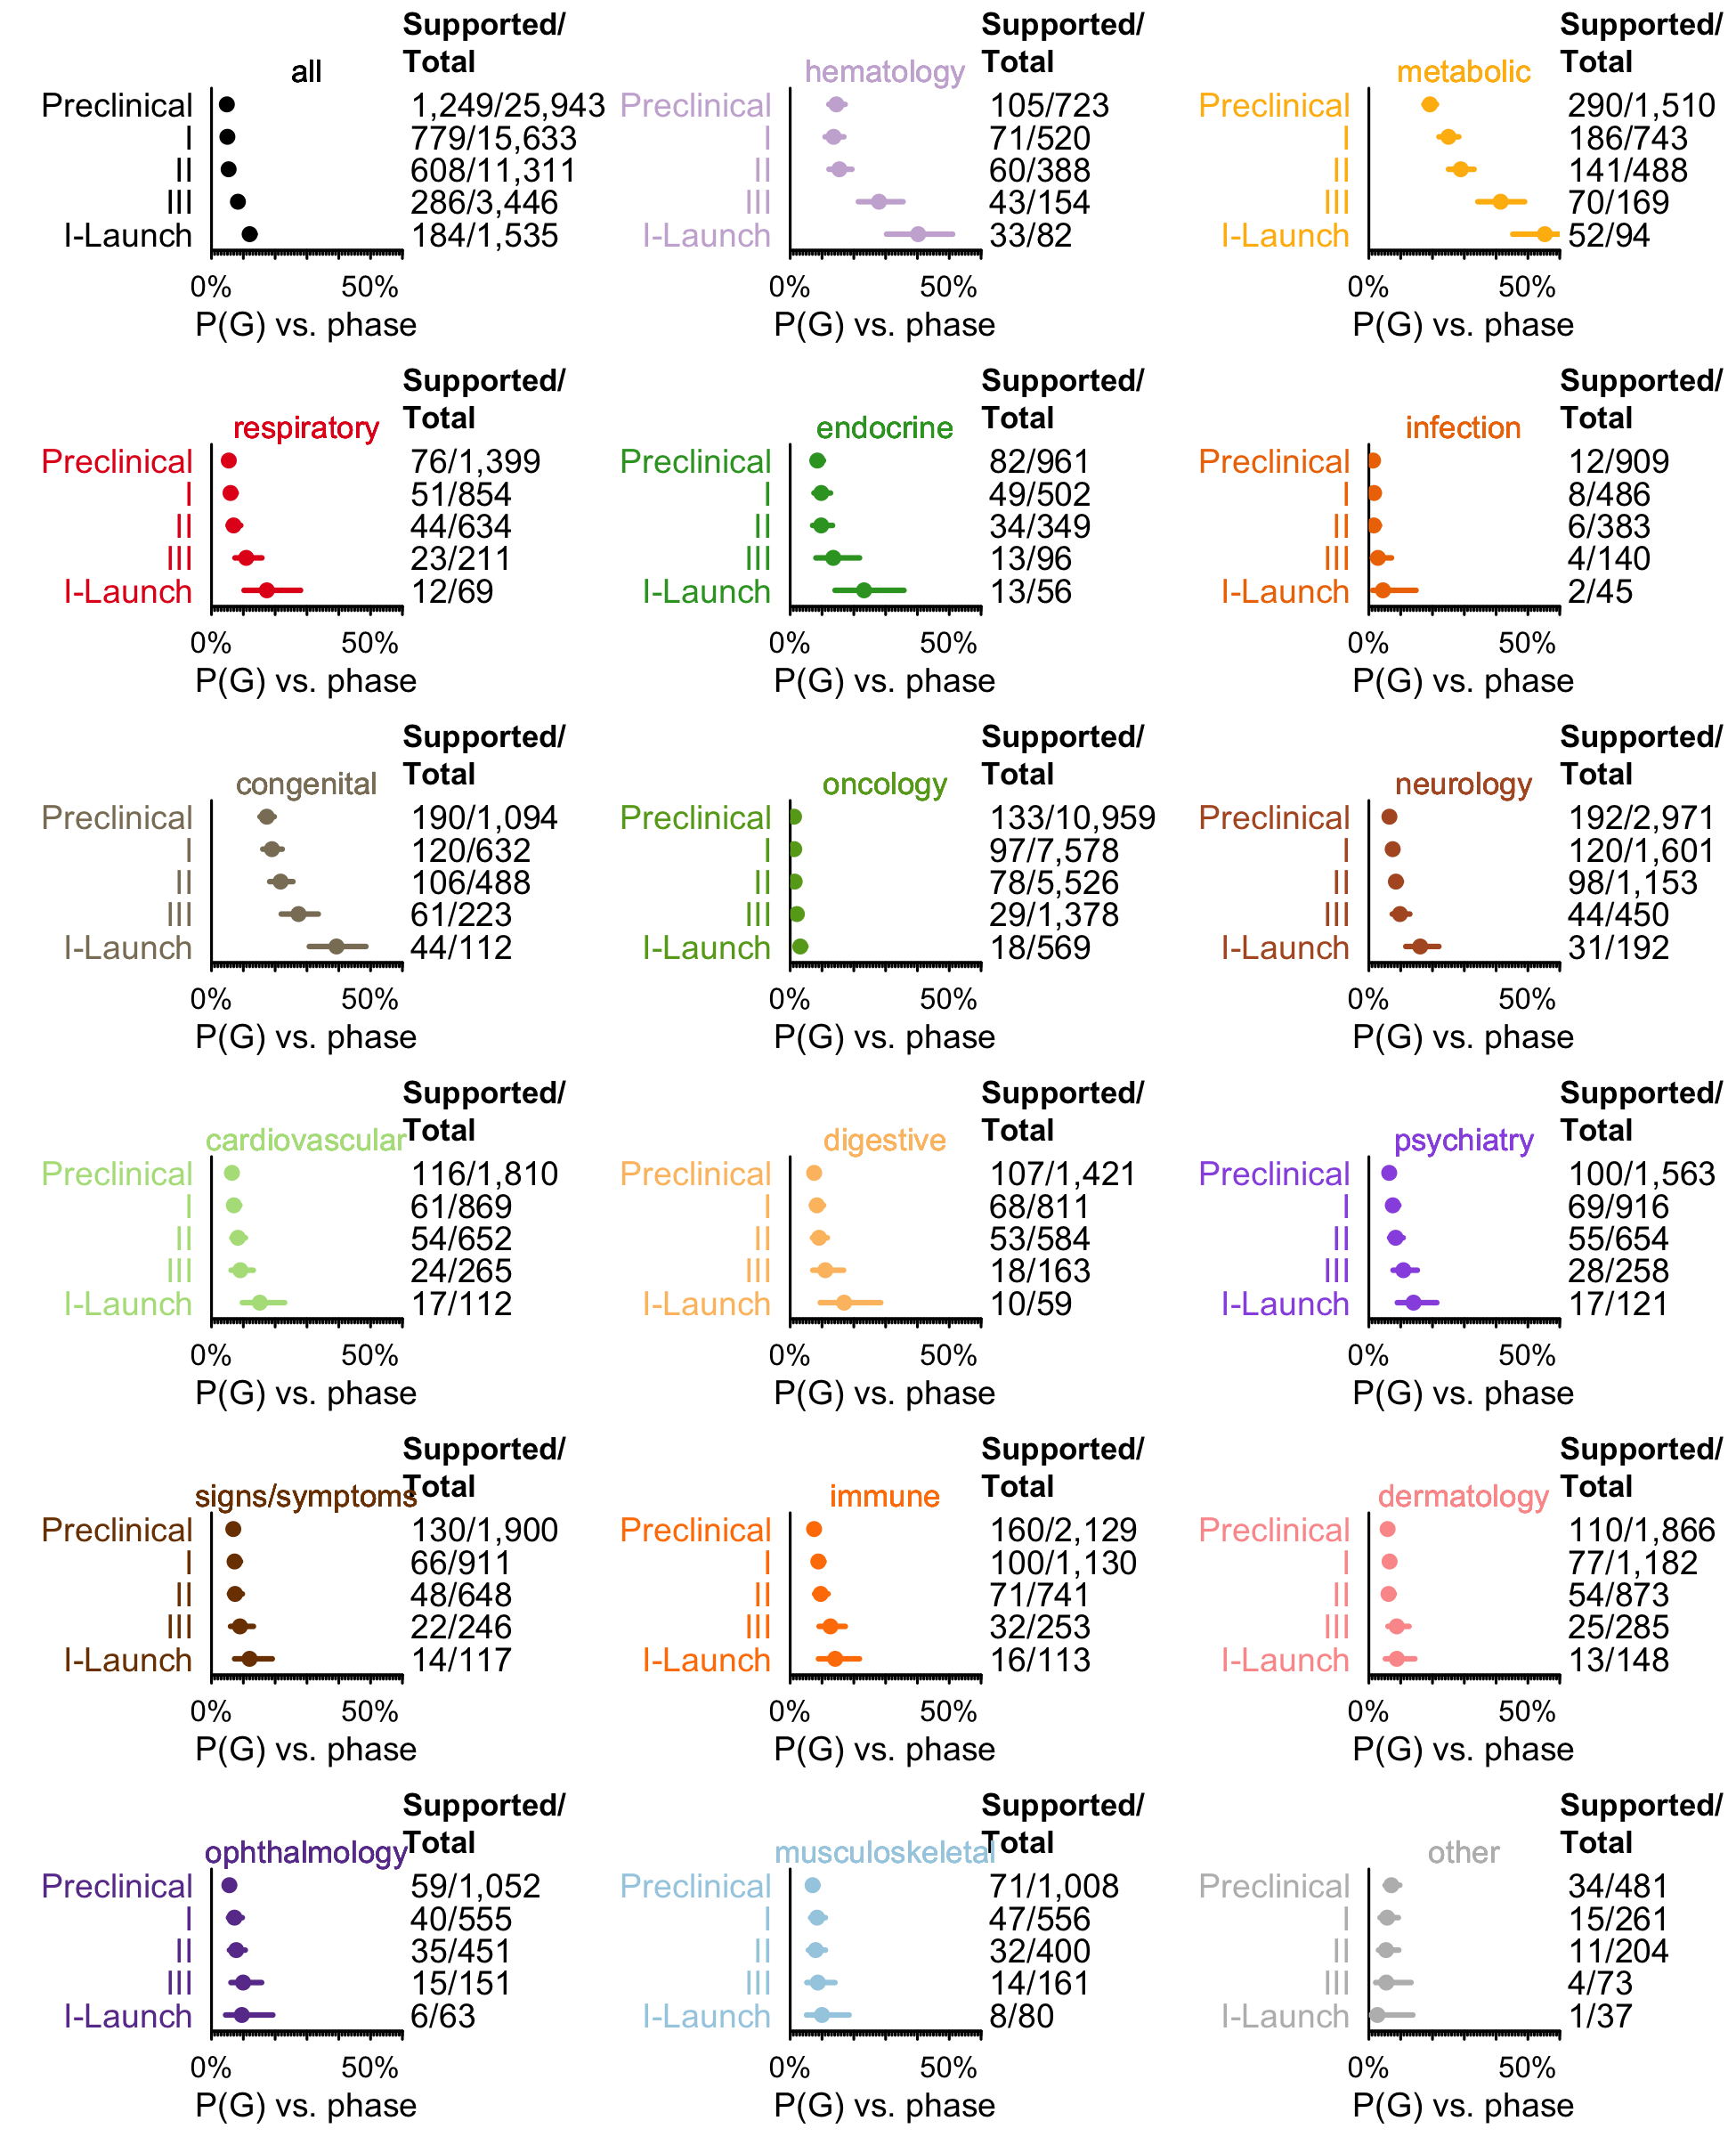 all Supported/
Total
Preclinical 1,249/25,943
I 779/15,633
II 608/11,311
III 286/3,446
I-Launch 184/1,535
0% 50%
P(G) vs. phase
hematology Supported/
Total
Preclinical 105/723
I 71/520
II 60/388
III 43/154
I-Launch 33/82
0% 50%
P(G) vs. phase
metabolic Supported/
Total
Preclinical 290/1,510
I 186/743
II 141/488
III 70/169
I-Launch 52/94
0% 50%
P(G) vs. phase
respiratory Supported/
Total
Preclinical 76/1,399
I 51/854
II 44/634
III 23/211
I-Launch 12/69
0% 50%
P(G) vs. phase
endocrine Supported/
Total
Preclinical 82/961
I 49/502
II 34/349
III 13/96
I-Launch 13/56
0% 50%
P(G) vs. phase
infection Supported/
Total
Preclinical 12/909
I 8/486
II 6/383
III 4/140
I-Launch 2/45
0% 50%
P(G) vs. phase
congenital Supported/
Total
Preclinical 190/1,094
I 120/632
II 106/488
III 61/223
I-Launch 44/112
0% 50%
P(G) vs. phase
oncology Supported/
Total
Preclinical 133/10,959
I 97/7,578
II 78/5,526
III 29/1,378
I-Launch 18/569
0% 50%
P(G) vs. phase
neurology Supported/
Total
Preclinical 192/2,971
I 120/1,601
II 98/1,153
III 44/450
I-Launch 31/192
0% 50%
P(G) vs. phase
cardiovascular Supported/
Total
Preclinical 116/1,810
I 61/869
II 54/652
III 24/265
I-Launch 17/112
0% 50%
P(G) vs. phase
digestive Supported/
Total
Preclinical 107/1,421
I 68/811
II 53/584
III 18/163
I-Launch 10/59
0% 50%
P(G) vs. phase
psychiatry Supported/
Total
Preclinical 100/1,563
I 69/916
II 55/654
III 28/258
I-Launch 17/121
0% 50%
P(G) vs. phase
signs/symptoms Supported/
Total
Preclinical 130/1,900
I 66/911
II 48/648
III 22/246
I-Launch 14/117
0% 50%
P(G) vs. phase
immune Supported/
Total
Preclinical 160/2,129
I 100/1,130
II 71/741
III 32/253
I-Launch 16/113
0% 50%
P(G) vs. phase
dermatology Supported/
Total
Preclinical 110/1,866
I 77/1,182
II 54/873
III 25/285
I-Launch 13/148
0% 50%
P(G) vs. phase
ophthalmology Supported/
Total
Preclinical 59/1,052
I 40/555
II 35/451
III 15/151
I-Launch 6/63
0% 50%
P(G) vs. phase
musculoskeletal Supported/
Total
Preclinical 71/1,008
I 47/556
II 32/400
III 14/161
I-Launch 8/80
0% 50%
P(G) vs. phase
other Supported/
Total
Preclinical 34/481
I 15/261
II 11/204
III 4/73
I-Launch 1/37
0% 50%
P(G) vs. phase